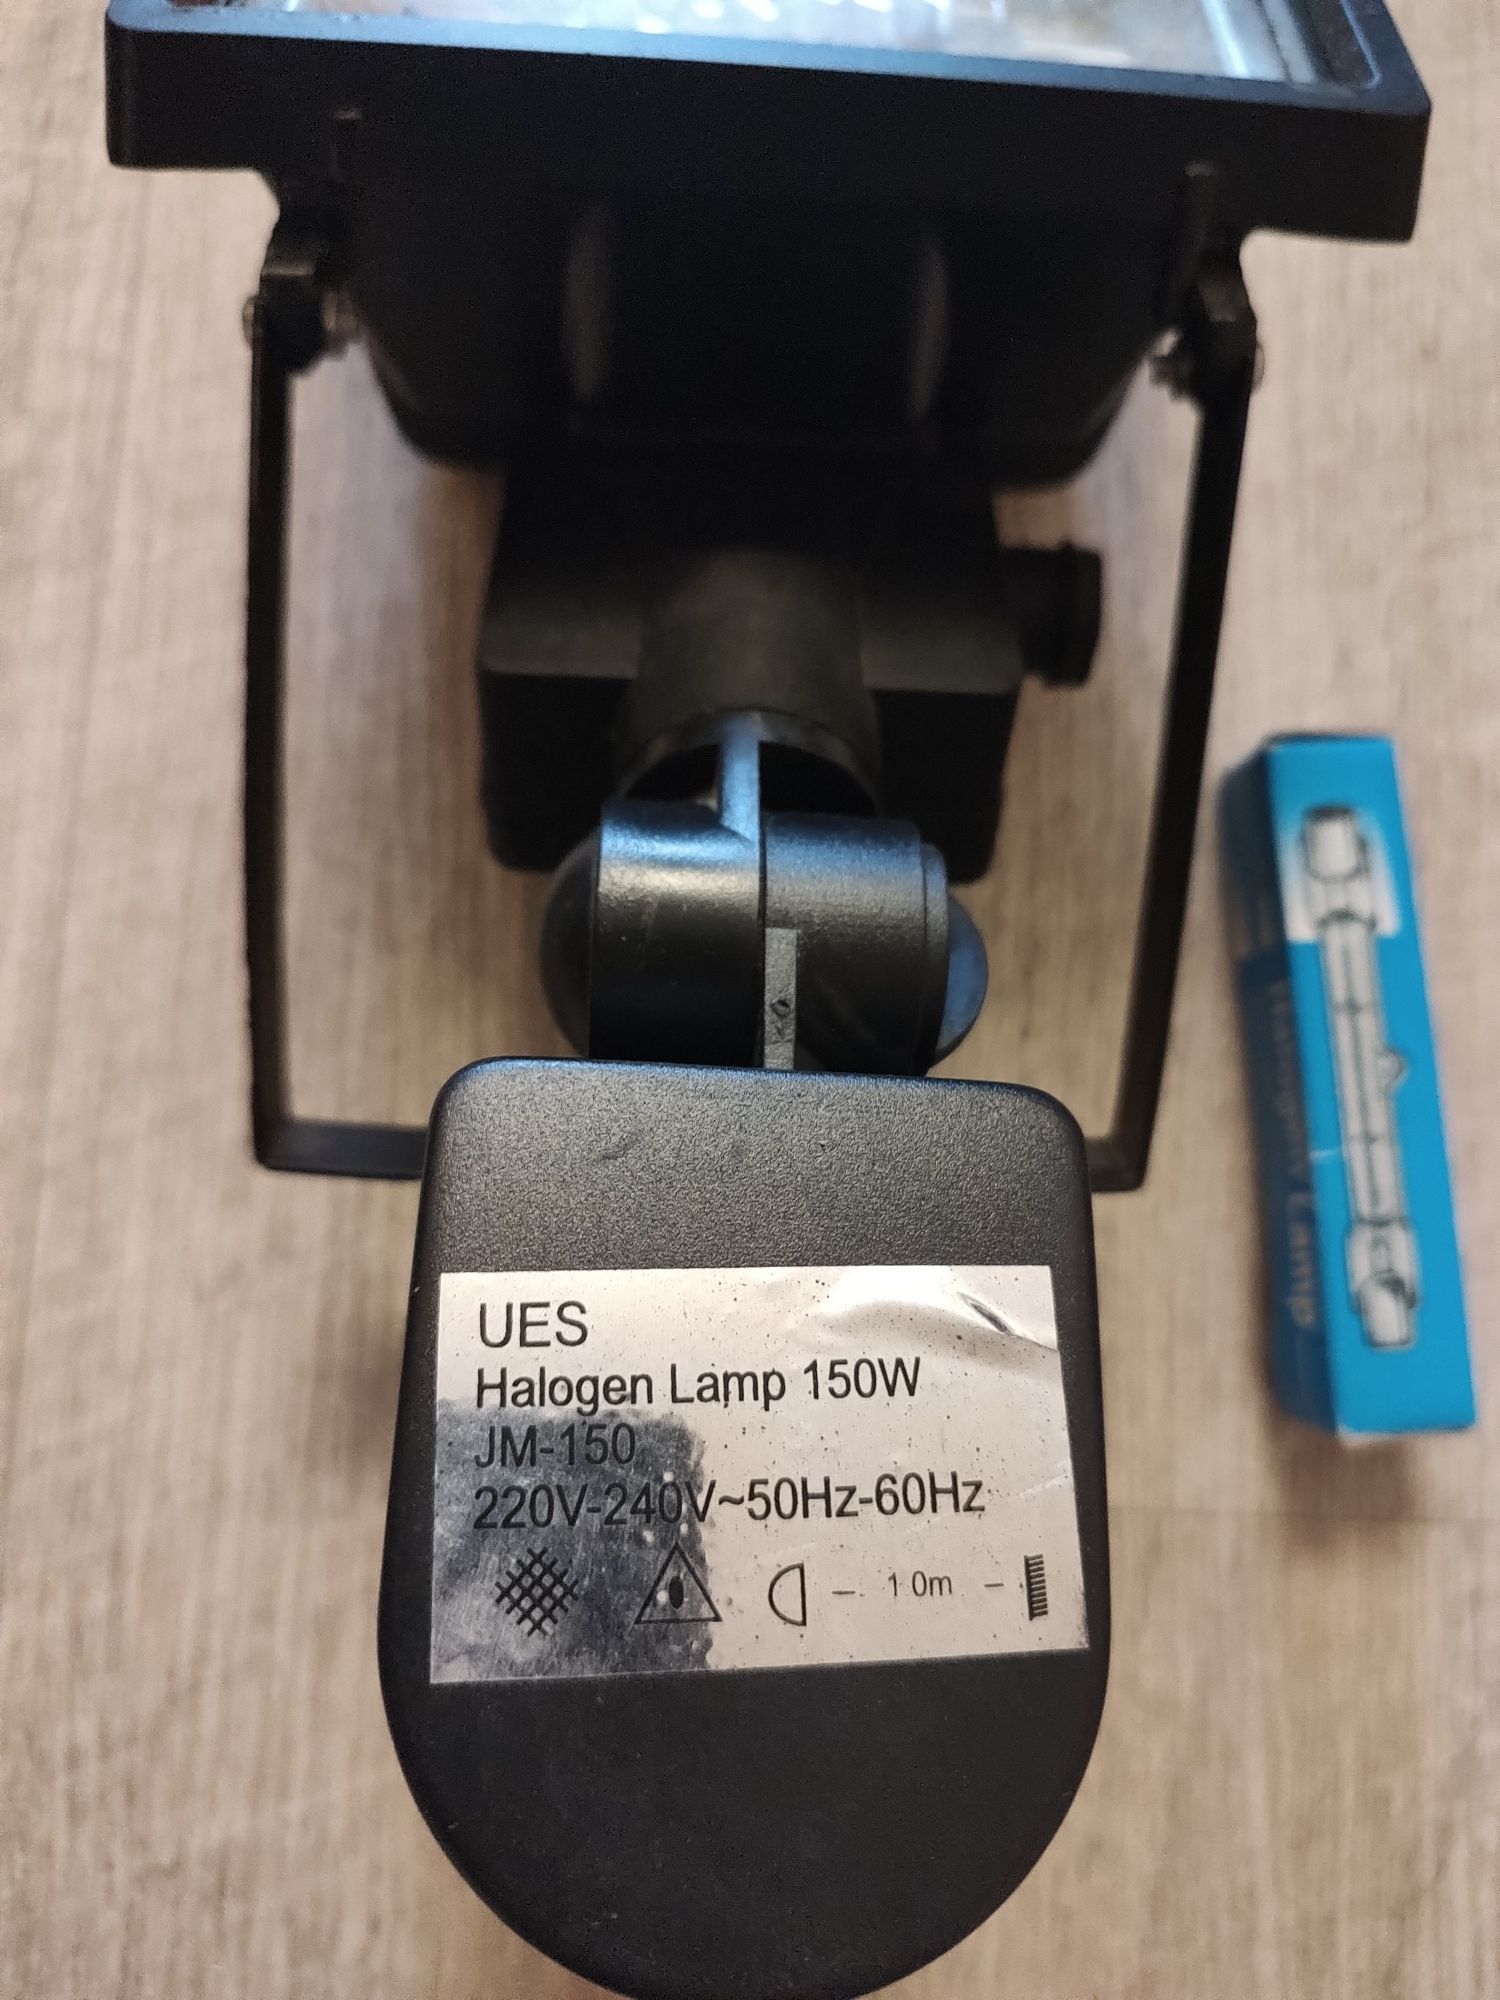 UES
Halogen Lamp 150W
JM-150
220V-240V~50Hz-60Hz
1 0m
Halogen Lamp